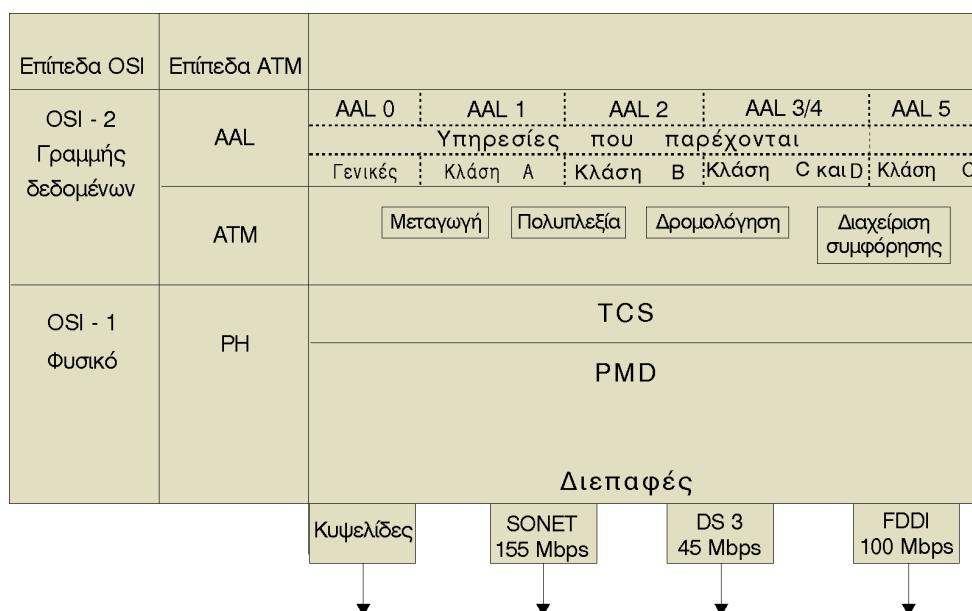 Επίπεδα OSI Επίπεδα ATM
OSI - 2
Γραμμής
δεδομένων
AAL
AAL 0 AAL 1 AAL 2 AAL 3/4 AAL 5
Υπηρεσίες που παρέχονται
Γενικές Κλάση A Κλάση B Κλάση C και D Κλάση C
ATM
Μεταγωγή Πολυπλεξία Δρομολόγηση Διαχείριση
συμφόρησης
OSI - 1
Φυσικό
PH
TCS
PMD
Διεπαφές
Κυψελίδες
SONET
155 Mbps
DS 3
45 Mbps
FDDI
100 Mbps